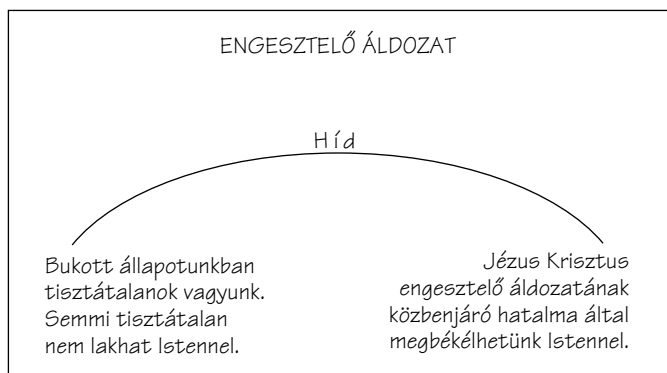 ENGESZTELŐ ÁLDOZAT
Híd
Bukott állapotunkban
tisztátalanok vagyunk.
Semmi tisztátalan
nem lakhat Istennel.
Jézus Krisztus
engesztelő áldozatának
közbenjáró hatalma által
megbékélhetünk Istennel.